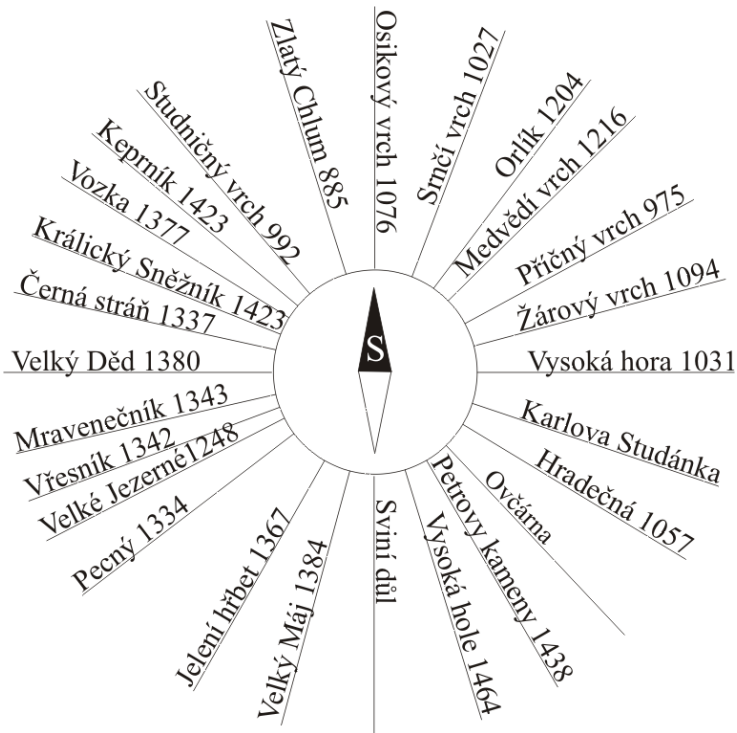 Osikový vrch 1076
Srnčí vrch 1027
Orlík 1204
Medvědí vrch 1216
Příčný vrch 975
Žárový vrch 1094
Vysoká hora 1031
Karlova Studánka
Hradečná 1057
Ovčárna
Petrovy kameny 1438
Vysoká hole 1464
Sviní důl
Velký Máj 1384
Jelení hřbet 1367
Pecný 1334
Velké Jezerné1248
Vřesník 1342
Mravenečník 1343
Velký Děd 1380
Černá stráň 1337
Králický Sněžník 1423
Vozka 1377
Keprník 1423
Studničný vrch 992
Zlatý Chlum 885
S